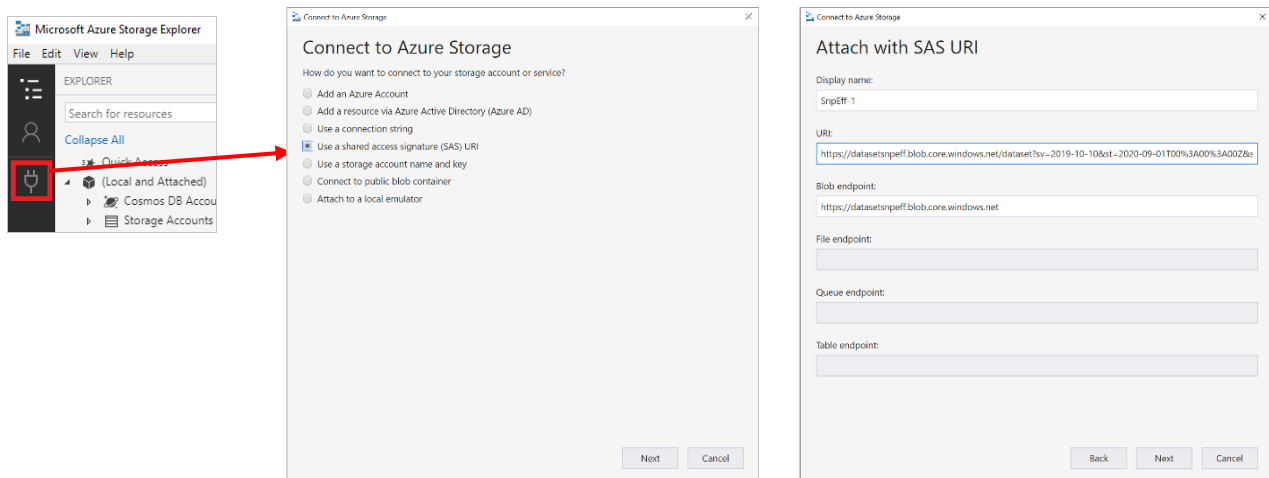 Microsoft Azure Storage Explorer
File Edit View Help
EXPLORER
Search for resources
Collapse All
Quick Access
(Local and Attached)
Cosmos DB Accou
Storage Accounts
Connect to Azure Storage
Connect to Azure Storage
How do you want to connect to your storage account or service?
Add an Azure Account
Add a resource via Azure Active Directory (Azure AD)
Use a connection string
Use a shared access signature (SAS) URI
Use a storage account name and key
Connect to public blob container
Attach to a local emulator
Next Cancel
Connect to Azure Storage
Attach with SAS URI
Display name:
SnpEff-1
URI:
https://datasetsnpeff.blob.core.windows.net/dataset?sv=2019-10-10&st=2020-09-01T00%3A00%3A00Z&s
Blob endpoint:
https://datasetsnpeff.blob.core.windows.net
File endpoint:
Queue endpoint:
Table endpoint:
Back Next Cancel